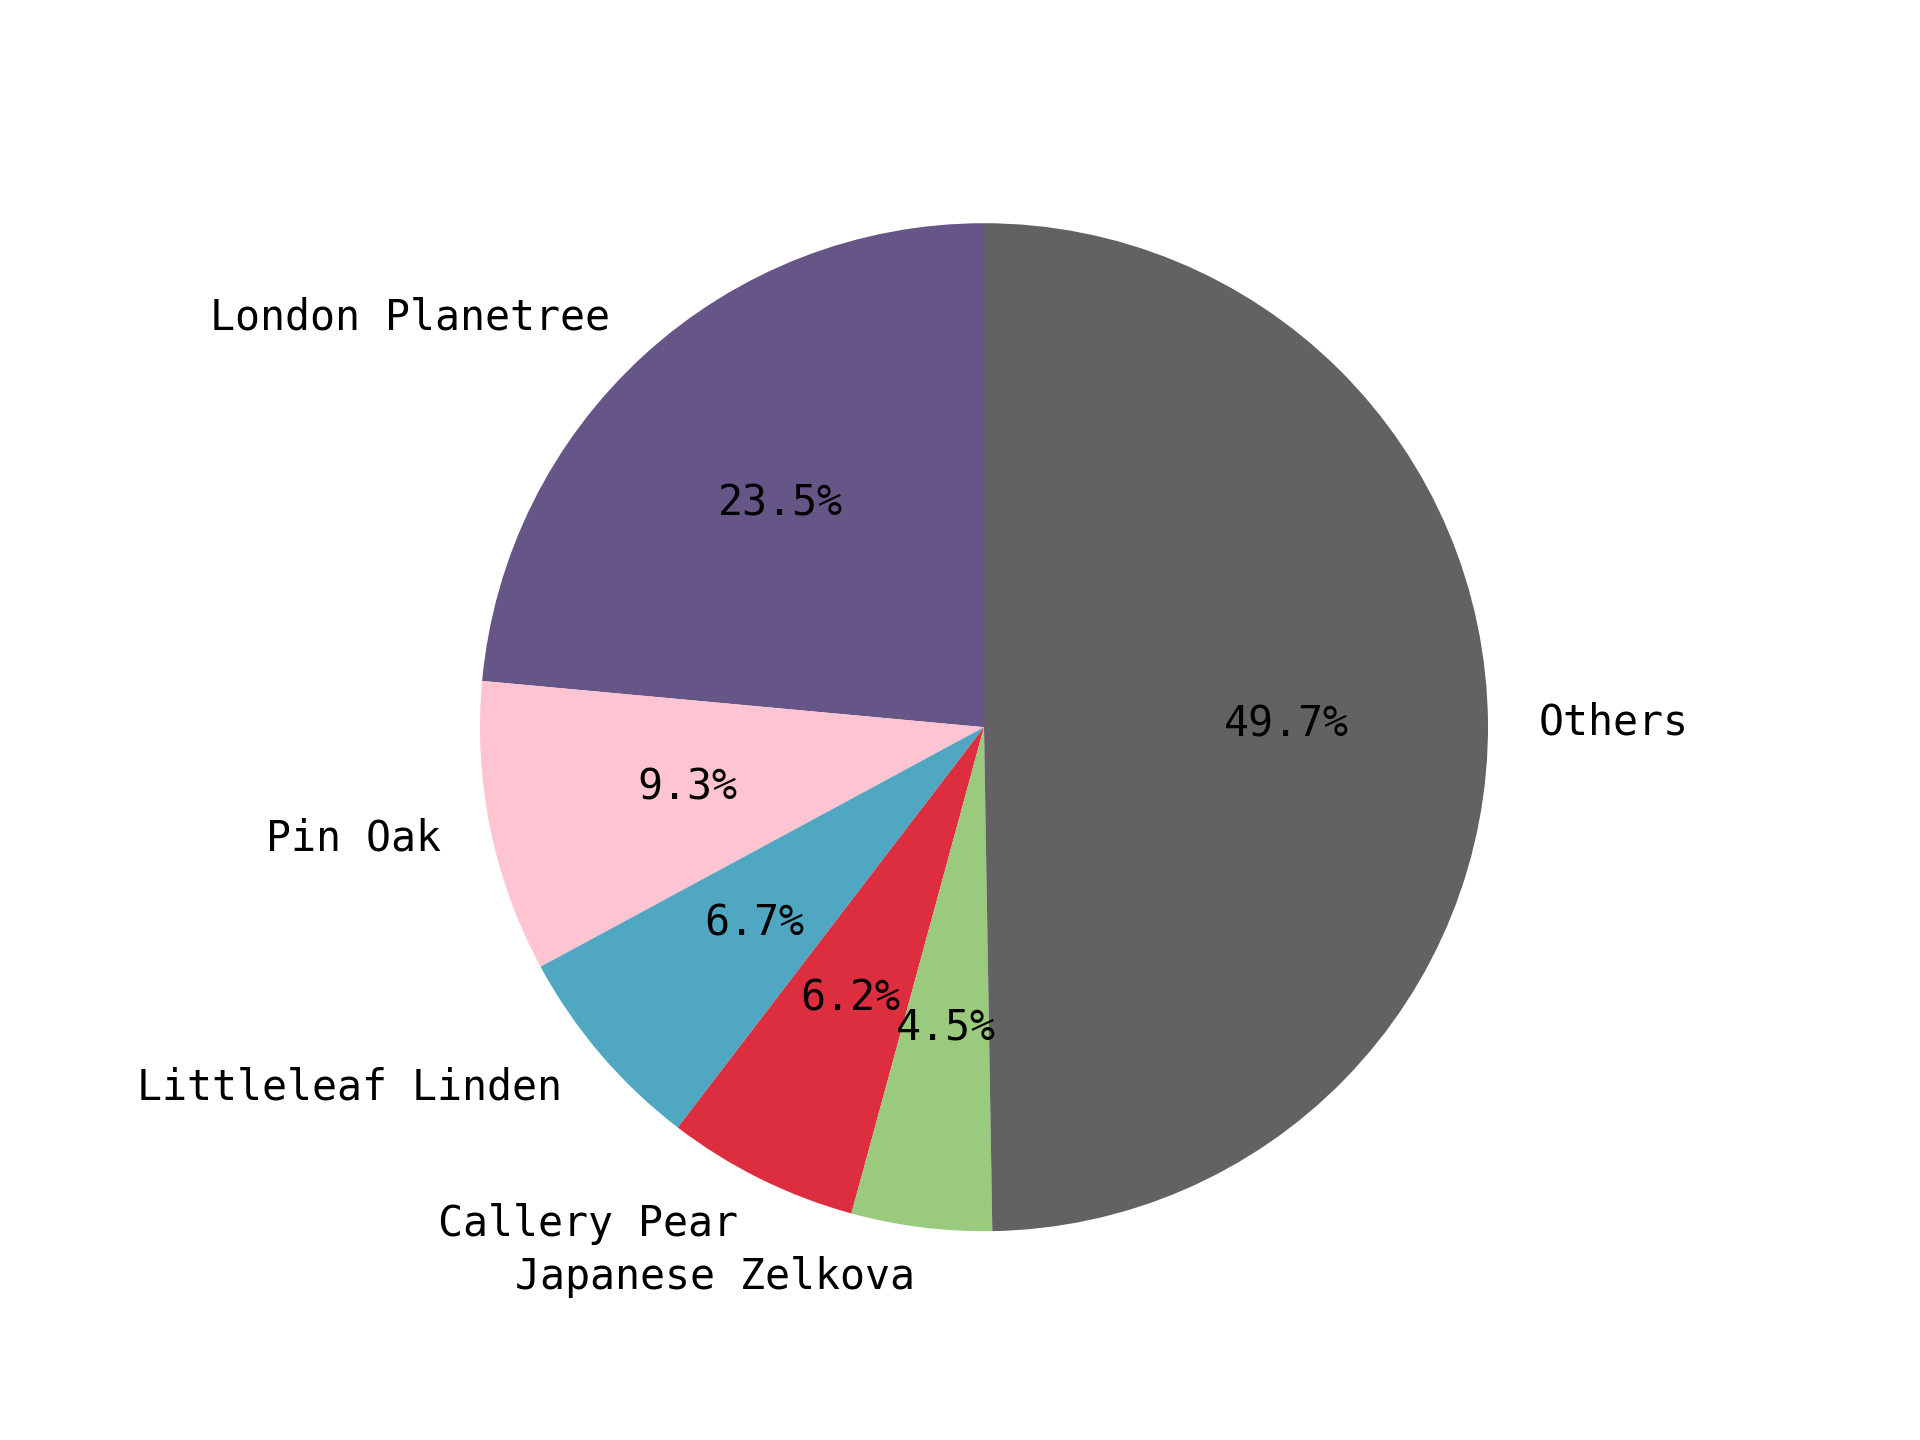 London Planetree
23.5%
49.7%
Others
9.3%
Pin Oak
6.7%
6.2%
4.5%
Littleleaf Linden
Callery Pear
Japanese Zelkova